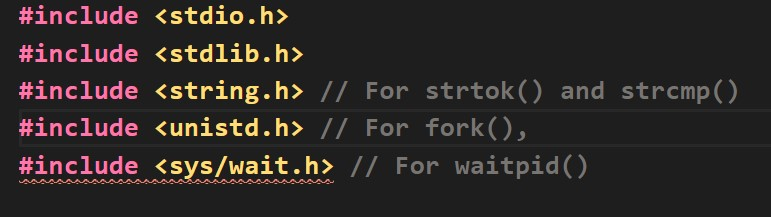 #include <stdio.h>
#include <stdlib.h>
#include <string.h> // For strtok() and strcmp()
#include <unistd.h> // For fork(),
#include <sys/wait.h> // For waitpid()